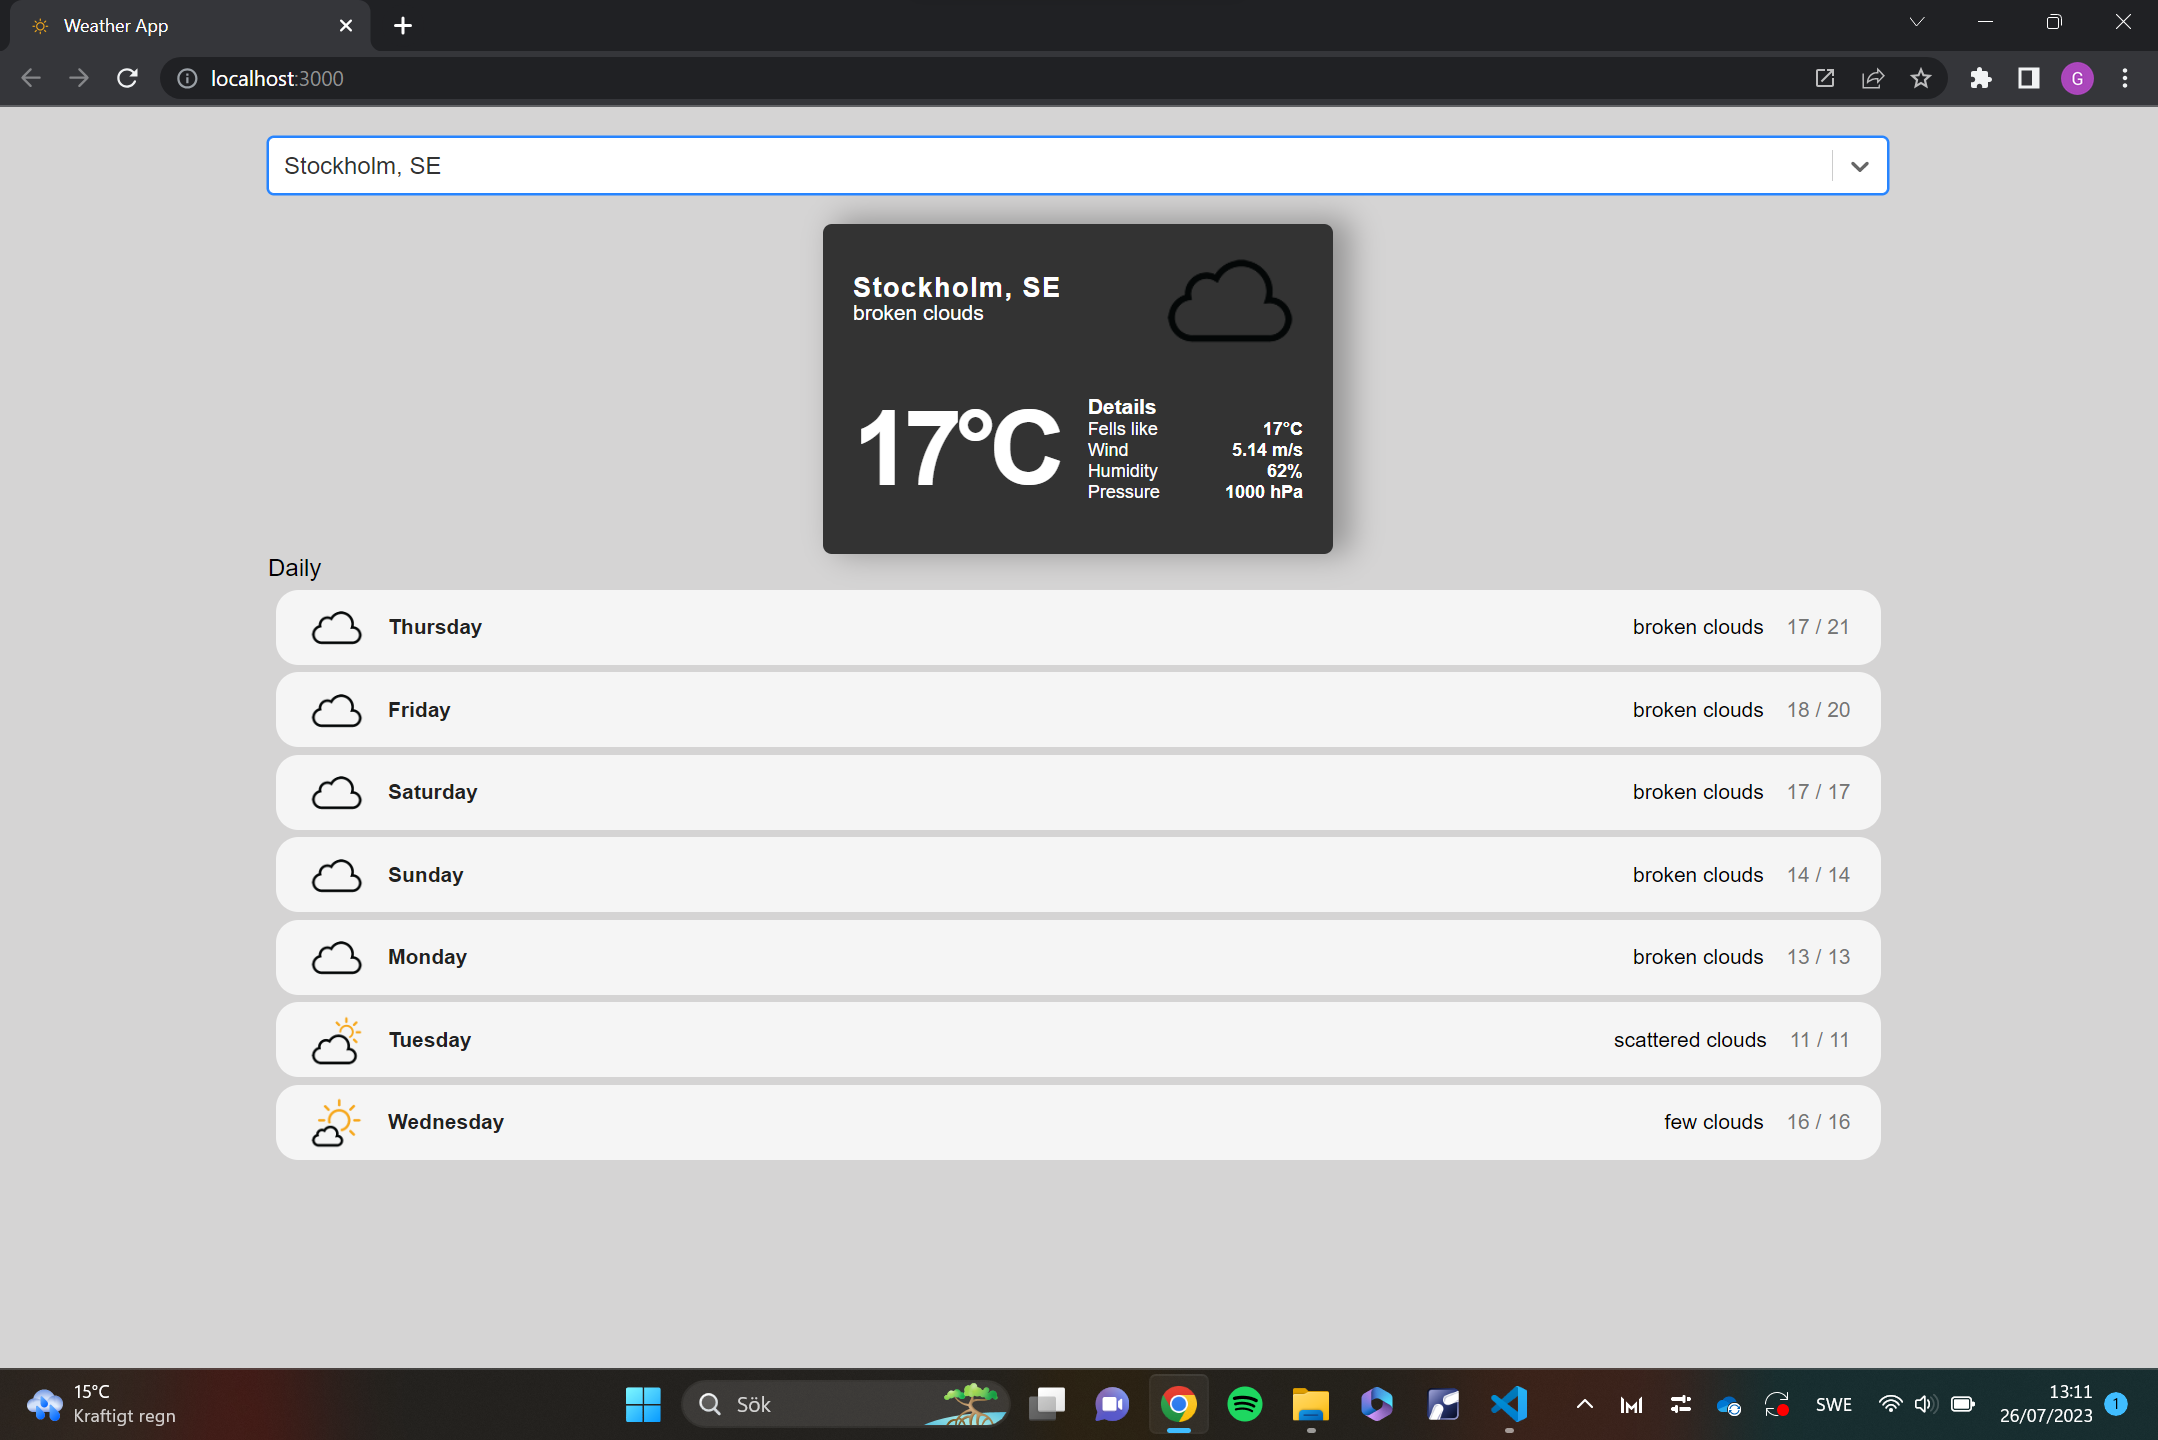 Weather App
localhost:3000
G
Stockholm, SE
Stockholm, SE
broken clouds
17°C
Details
Fells like 17°C
Wind 5.14 m/s
Humidity 62%
Pressure 1000 hPa
Daily
Thursday broken clouds 17 / 21
Friday broken clouds 18 / 20
Saturday broken clouds 17 / 17
Sunday broken clouds 14 / 14
Monday broken clouds 13 / 13
Tuesday scattered clouds 11 / 11
Wednesday few clouds 16 / 16
15°C
Kraftigt regn
Sök
SWE
13:11
26/07/2023
1